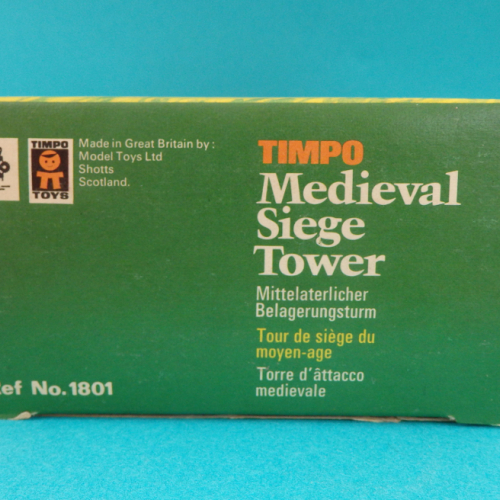 TIMPO
TOYS
Made in Great Britain by:
Model Toys Ltd
Shotts
Scotland.
TIMPO
Medieval
Siege
Tower
Mittelaterlicher
Belagerungsturm
Tour de siège du
moyen-age
Torre d'âttacco
medievale
Ref No.1801